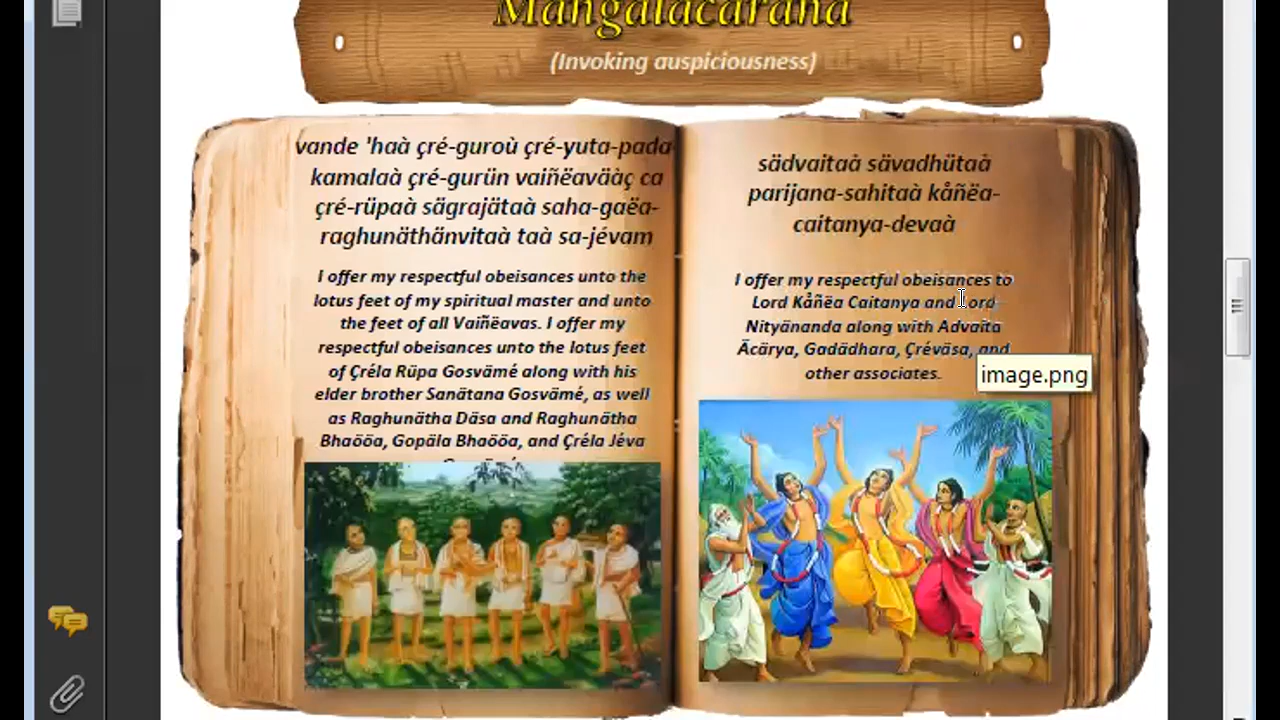 Mangalacarana
(Invoking auspiciousness)
vande 'haà çré-guroù çré-yuta-pada-
kamalaà çré-gurün vaiñëaväàç ca
çré-rüpaà sägrajätaà saha-gaëa-
raghunäthänvitaà taà sa-jévam
I offer my respectful obeisances unto the
lotus feet of my spiritual master and unto
the feet of all Vaiñëavas. I offer my
respectful obeisances unto the lotus feet
of Çréla Rüpa Gosvämé along with his
elder brother Sanätana Gosvämé, as well
as Raghunätha Däsa and Raghunätha
Bhaööa, Gopäla Bhaööa, and Çréla Jéva
sädvaitaà sävadhütaà
parijana-sahitaà kåñëa-
caitanya-devaà
I offer my respectful obeisances to
Lord Kåñëa Caitanya and Lord
Nityänanda along with Advaita
Äcärya, Gadädhara, Çréväsa, and
other associates.
image.png